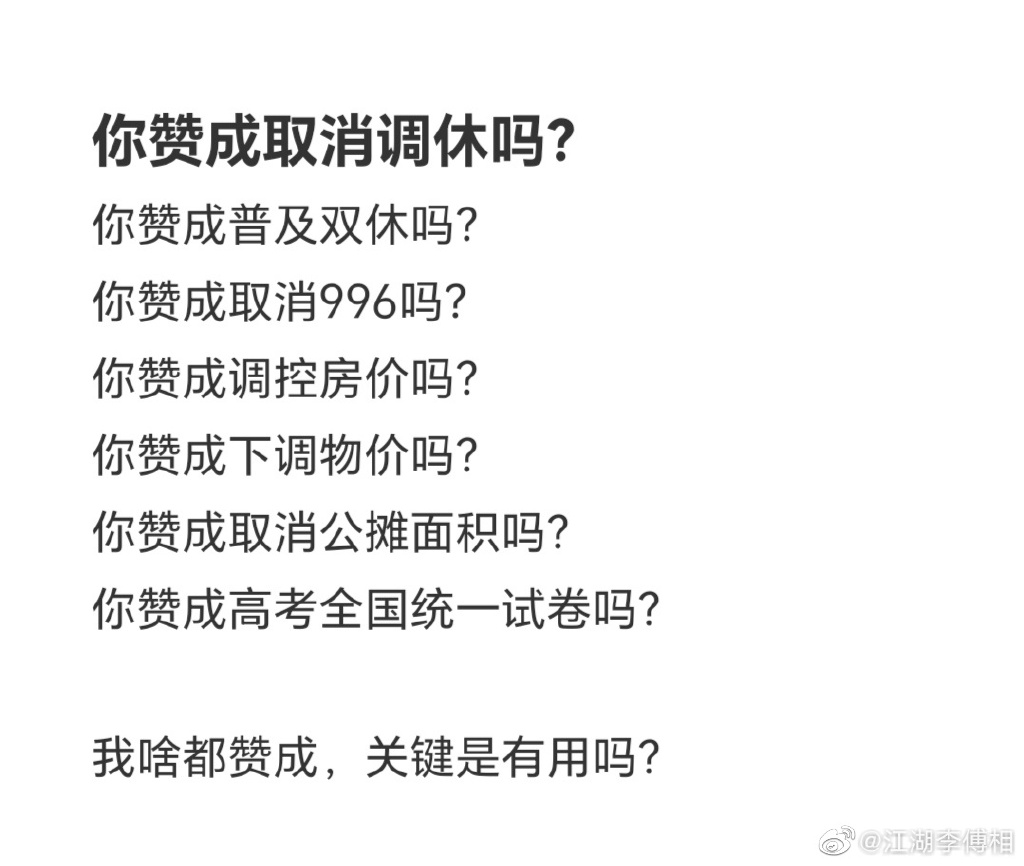 你赞成取消调休吗？
你赞成普及双休吗？
你赞成取消996吗？
你赞成调控房价吗？
你赞成下调物价吗？
你赞成取消公摊面积吗？
你赞成高考全国统一试卷吗？
我啥都赞成，关键是有用吗？
@江湖李傅相